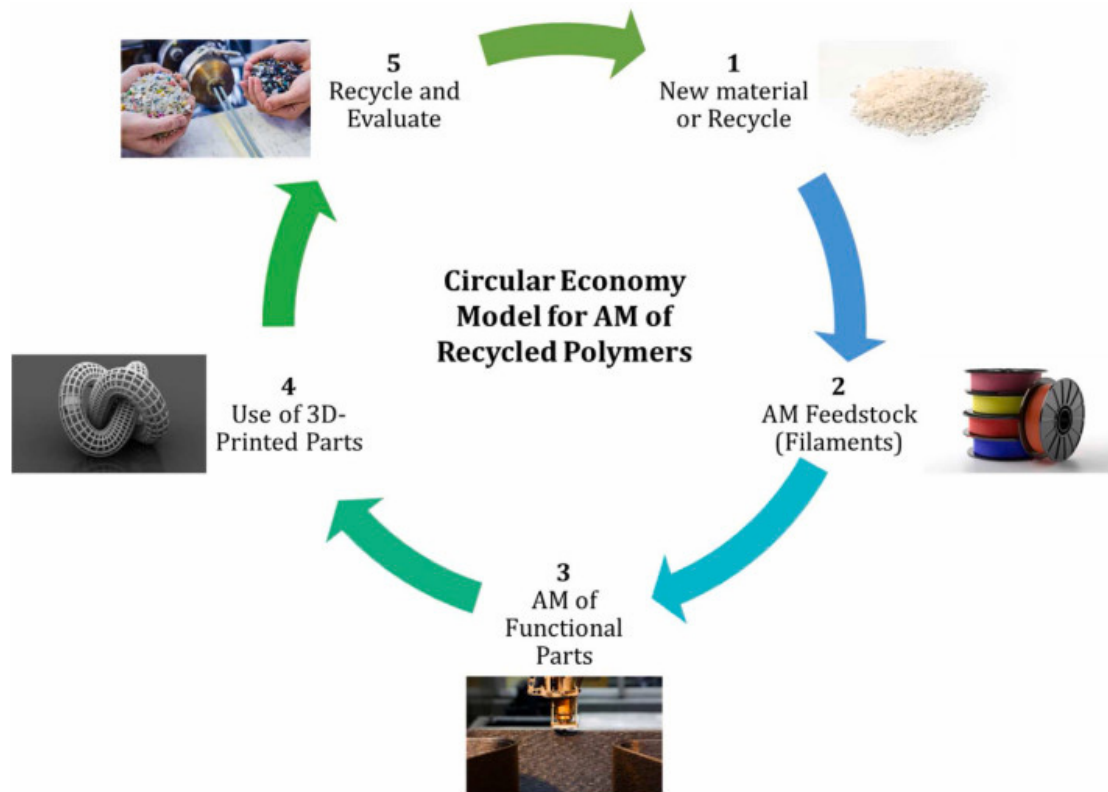 5
Recycle and
Evaluate
1
New material
or Recycle
Circular Economy
Model for AM of
Recycled Polymers
4
Use of 3D-
Printed Parts
2
AM Feedstock
(Filaments)
3
AM of
Functional
Parts